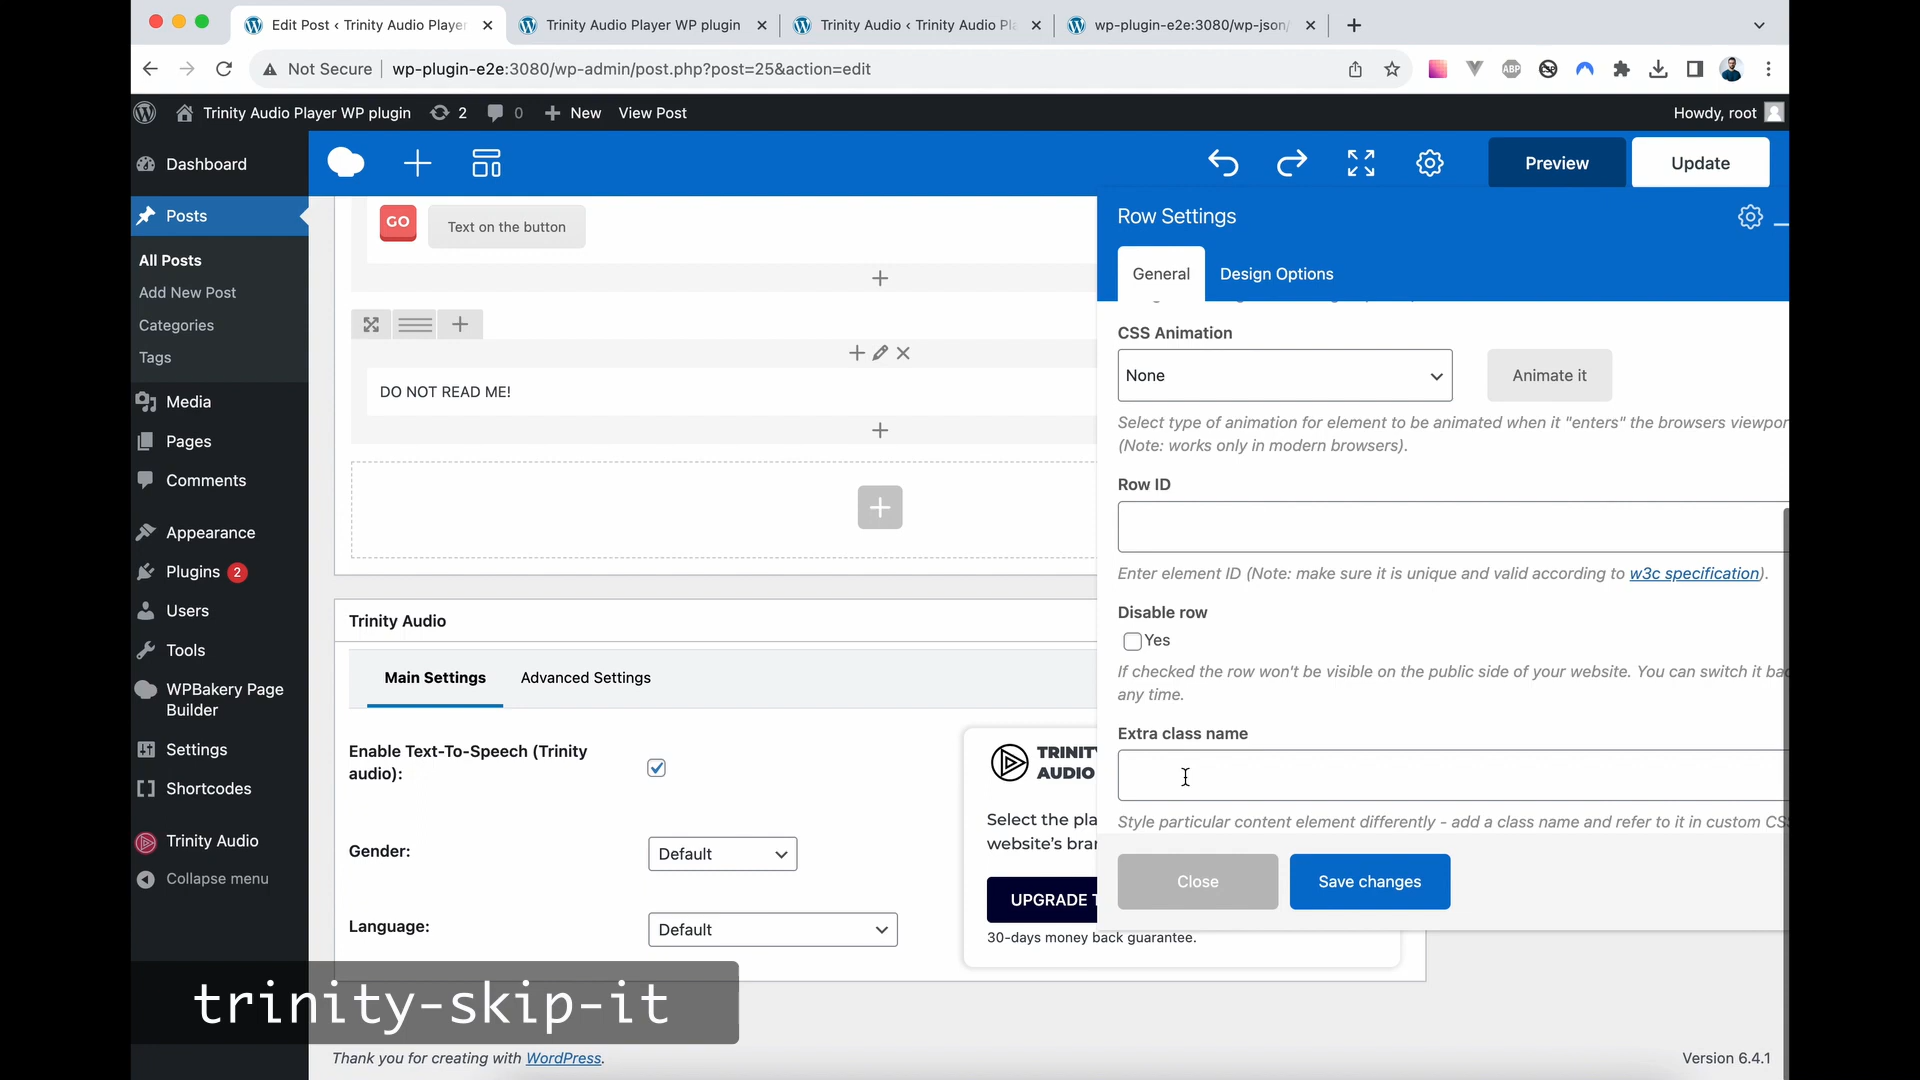 Edit Post ‹ Trinity Audio Player
Trinity Audio Player WP plugin
Trinity Audio ‹ Trinity Audio Pl
wp-plugin-e2e:3080/wp-json/
Not Secure
wp-plugin-e2e:3080/wp-admin/post.php?post=25&action=edit
ABP
Trinity Audio Player WP plugin
2
0
New
View Post
Howdy, root
Dashboard
Posts
All Posts
Add New Post
Categories
Tags
Media
Pages
Comments
Appearance
Plugins 2
Users
Tools
WPBakery Page
Builder
Settings
Shortcodes
Trinity Audio
Collapse menu
Preview
Update
GO
Text on the button
DO NOT READ ME!
Row Settings
General
Design Options
CSS Animation
None
Animate it
Select type of animation for element to be animated when it "enters" the browsers viewpor
(Note: works only in modern browsers).
Row ID
Enter element ID (Note: make sure it is unique and valid according to w3c specification).
Disable row
Yes
If checked the row won't be visible on the public side of your website. You can switch it bac
any time.
Extra class name
Style particular content element differently - add a class name and refer to it in custom CS
Close
Save changes
Trinity Audio
Main Settings
Advanced Settings
Enable Text-To-Speech (Trinity
audio):
Gender:
Default
Language:
Default
TRINITY
AUDIO
Select the pla
website's bran
UPGRADE T
30-days money back guarantee.
trinity-skip-it
Thank you for creating with WordPress.
Version 6.4.1